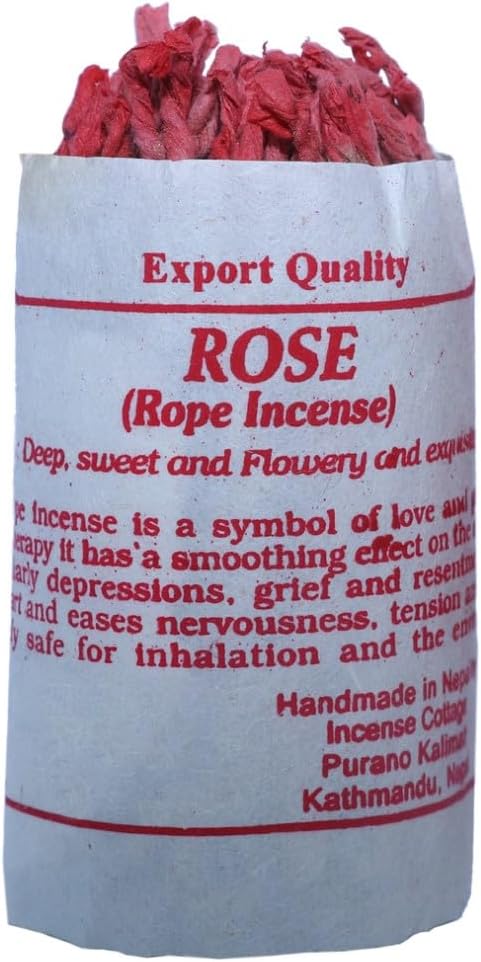 Export Quality
ROSE
(Rope Incense)
: Deep, sweet and Flowery and
incense is a symbol of love and
it has a smoothing effect on the
depressions, grief and
and eases nervousness, tension
safe for inhalation and the
Handmade in
Incense Cottage
Purano
Kathmandu,